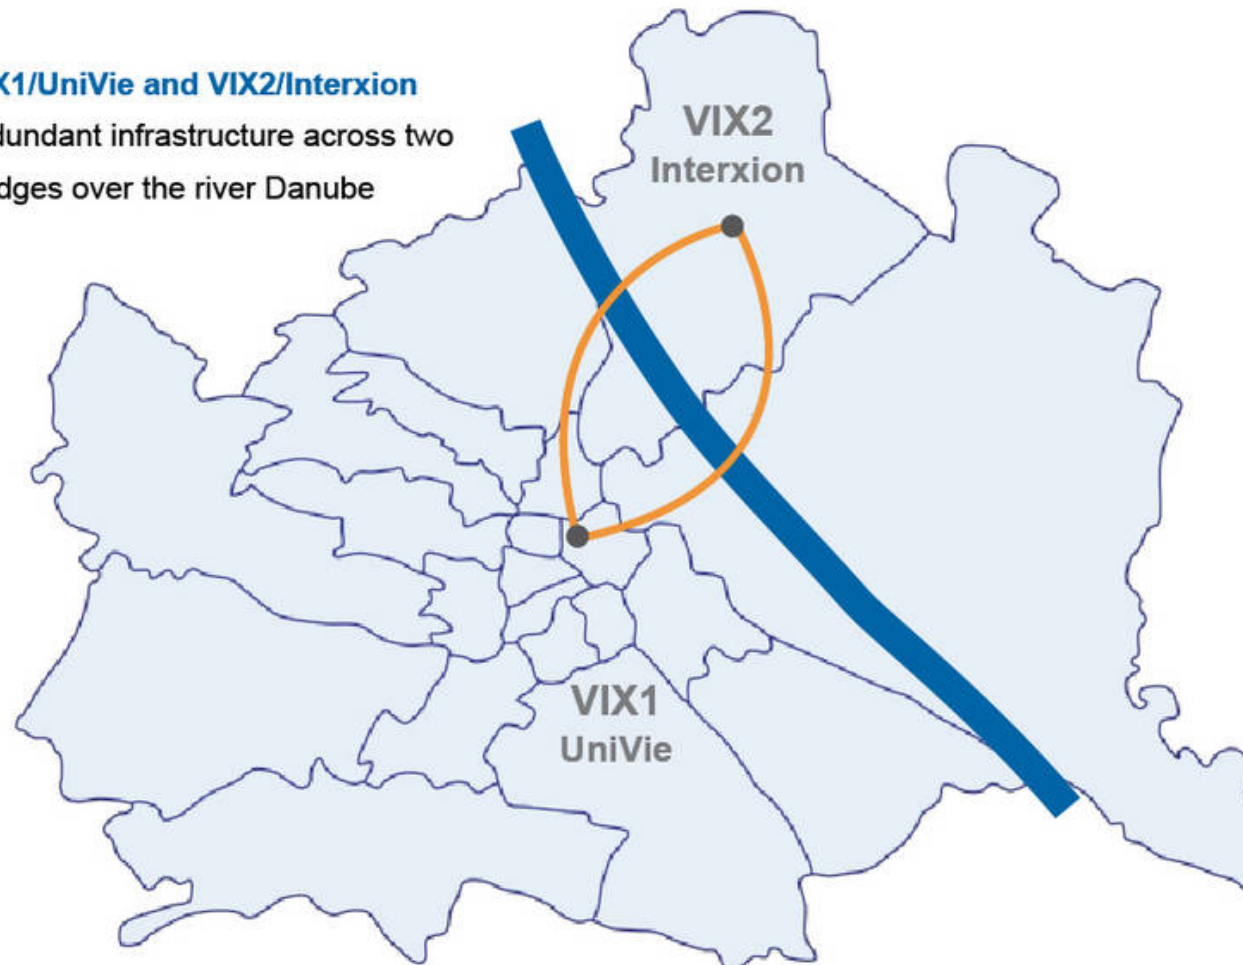 X1/UniVie and VIX2/Interxion
dundant infrastructure across two
dges over the river Danube
VIX2
Interxion
VIX1
UniVie